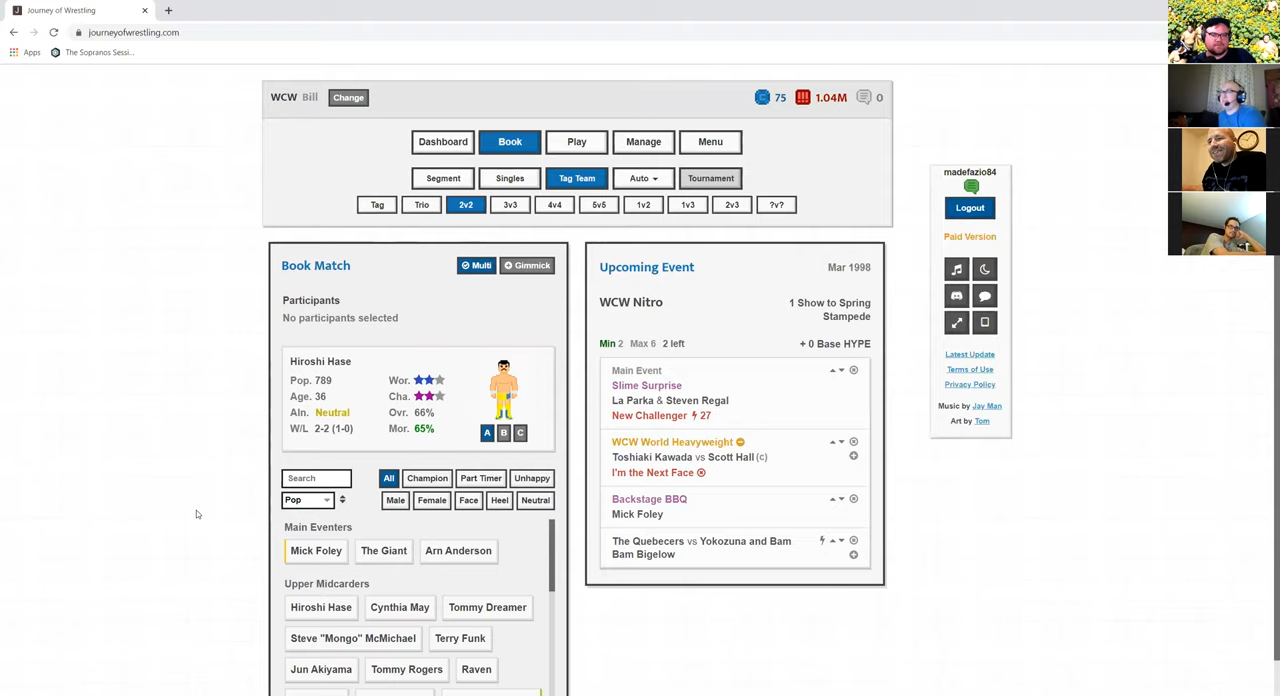 Journey of Wrestling
journeyofwrestling.com
Apps The Sopranos Sessi...
WCW Bill Change 75 1.04M 0
Dashboard Book Play Manage Menu
Segment Singles Tag Team Auto Tournament
Tag Trio 2v2 3v3 4v4 5v5 1v2 1v3 2v3 ?v?
Book Match Multi Gimmick
Participants
No participants selected
Hiroshi Hase
Pop. 789 Wor.
Age. 36 Cha.
Aln. Neutral Ovr. 66%
W/L 2-2 (1-0) Mor. 65%
A B C
Search All Champion Part Timer Unhappy
Pop Male Female Face Heel Neutral
Main Eventers
Mick Foley The Giant Arn Anderson
Upper Midcarders
Hiroshi Hase Cynthia May Tommy Dreamer
Steve "Mongo" McMichael Terry Funk
Jun Akiyama Tommy Rogers Raven
Upcoming Event Mar 1998
WCW Nitro 1 Show to Spring
Stampede
Min 2 Max 6 2 left + 0 Base HYPE
Main Event
Slime Surprise
La Parka & Steven Regal
New Challenger 27
WCW World Heavyweight
Toshiaki Kawada vs Scott Hall (c)
I'm the Next Face
Backstage BBQ
Mick Foley
The Quebecers vs Yokozuna and Bam
Bam Bigelow
madefazio84
Logout
Paid Version
Latest Update
Terms of Use
Privacy Policy
Music by Jay Man
Art by Tom